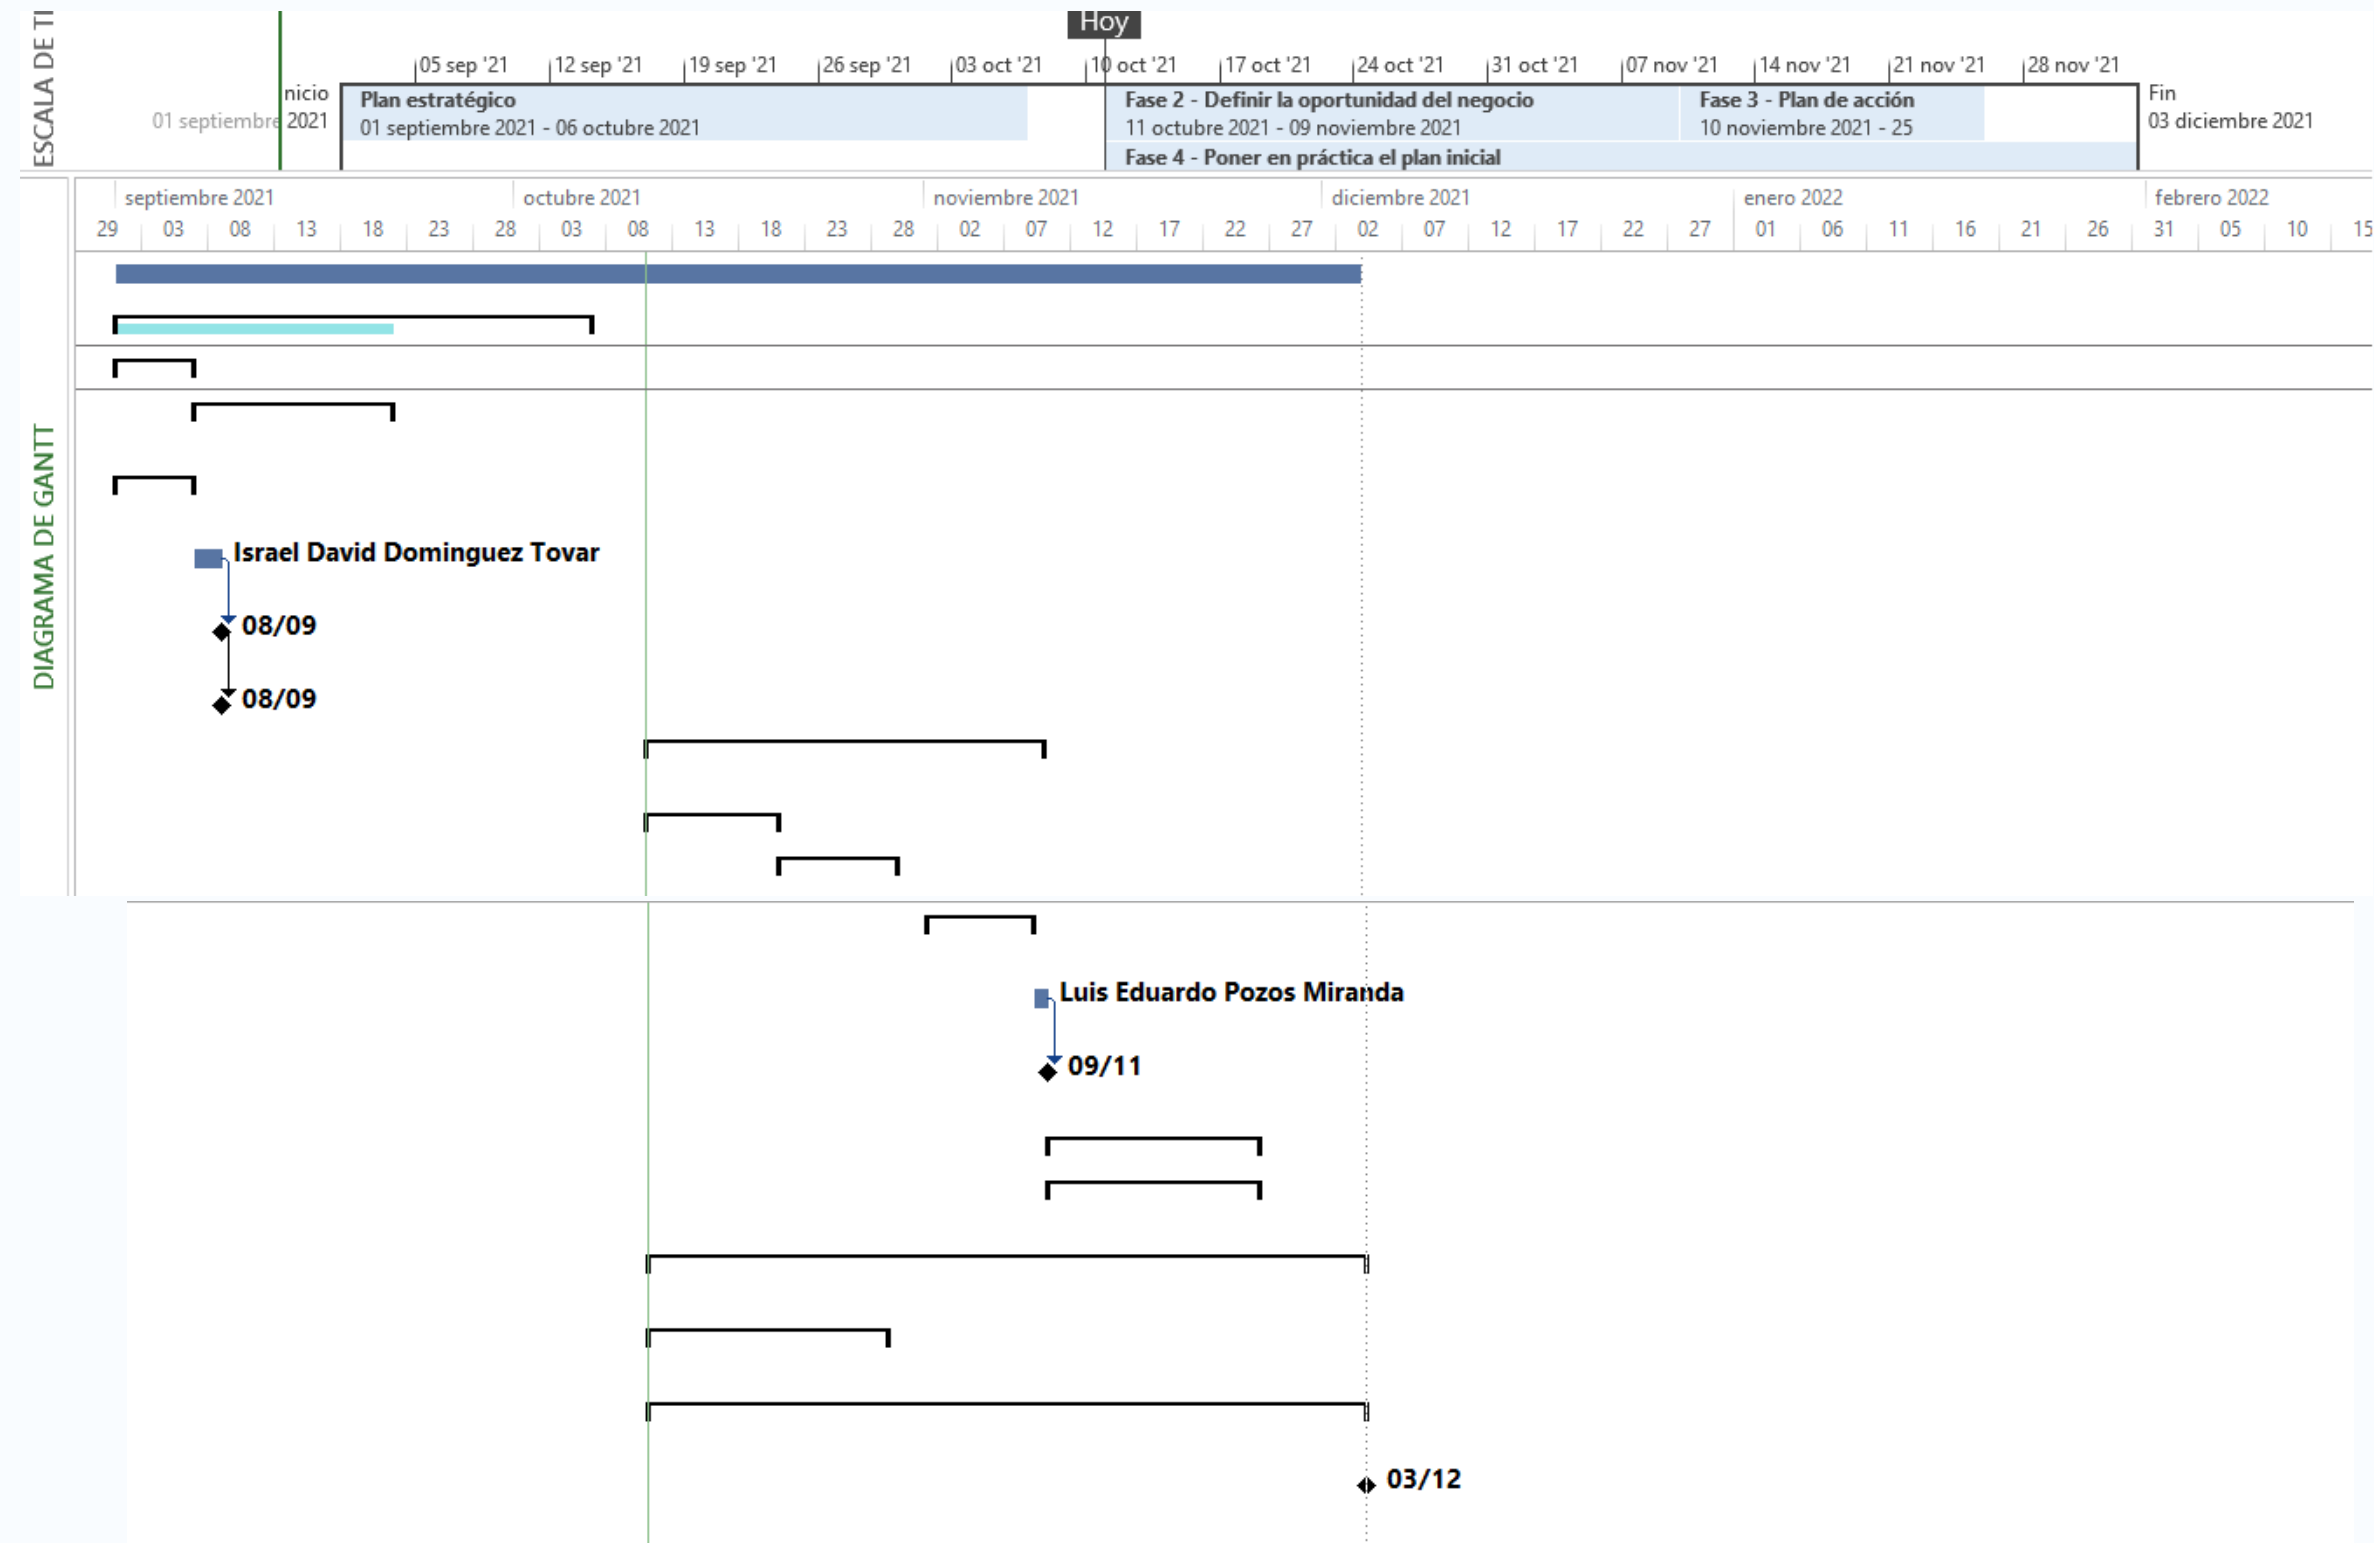 Hoy
ESCALA DE TI
05 sep '21 12 sep '21 19 sep '21 26 sep '21 03 oct '21 10 oct '21 17 oct '21 24 oct '21 31 oct '21 07 nov '21 14 nov '21 21 nov '21 28 nov '21
nicio
01 septiembre 2021
Plan estratégico
01 septiembre 2021 - 06 octubre 2021
Fase 2 - Definir la oportunidad del negocio
11 octubre 2021 - 09 noviembre 2021
Fase 3 - Plan de acción
10 noviembre 2021 - 25
Fase 4 - Poner en práctica el plan inicial
Fin
03 diciembre 2021
septiembre 2021 octubre 2021 noviembre 2021 diciembre 2021 enero 2022 febrero 2022
29 03 08 13 18 23 28 03 08 13 18 23 28 02 07 12 17 22 27 02 07 12 17 22 27 01 06 11 16 21 26 31 05 10 15
DIAGRAMA DE GANTT
Israel David Dominguez Tovar
08/09
08/09
Luis Eduardo Pozos Miranda
09/11
03/12